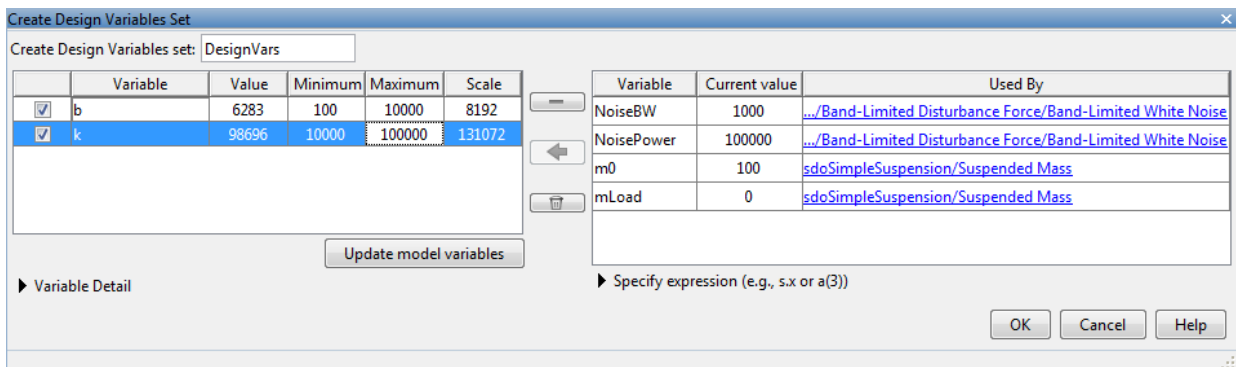 Create Design Variables Set
Create Design Variables set: DesignVars
Variable Value Minimum Maximum Scale
b 6283 100 10000 8192
k 98696 10000 100000 131072
Update model variables
Variable Detail
Variable Current value Used By
NoiseBW 1000 .../Band-Limited Disturbance Force/Band-Limited White Noise
NoisePower 100000 .../Band-Limited Disturbance Force/Band-Limited White Noise
m0 100 sdoSimpleSuspension/Suspended Mass
mLoad 0 sdoSimpleSuspension/Suspended Mass
Specify expression (e.g., s.x or a(3))
OK Cancel Help